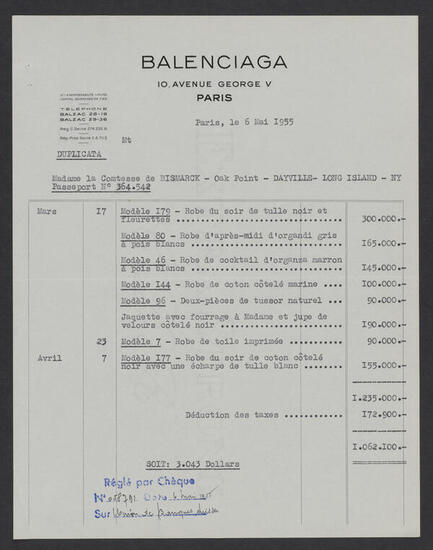 BALENCIAGA
10, AVENUE GEORGE V
PARIS
TELEPHONE
BALZAC 28-18
BALZAC 29-36
Paris, le 6 Mai 1955
Mt
DUPLICATA
Madame la Comtesse de BISMARCK - Oak Point - DAYVILLE- LONG ISLAND - NY
Passeport N° 364.542
Mars 17 Modèle 179 - Robe du soir de tulle noir et
fleurettes .................................. 300.000.-
Modèle 80 - Robe d'après-midi d'organdi gris
à pois blancs .............................. 165.000.-
Modèle 46 - Robe de cocktail d'organza marron
à pois blancs .............................. 145.000.-
Modèle 144 - Robe de coton côtelé marine ... 100.000.-
Modèle 96 - Deux-pièces de tussor naturel ... 90.000.-
Jaquette avec fourrage à Madame et jupe de
velours côtelé noir ........................ 190.000.-
23 Modèle 7 - Robe de toile imprimée .......... 90.000.-
Avril 7 Modèle 177 - Robe du soir de coton côtelé
noir avec une écharpe de tulle blanc ....... 155.000.-
1.235.000.-
Déduction des taxes ........... 172.900.-
1.062.100.-
SOIT: 3.043 Dollars
Réglé par Chèque
N°
Date
Sur